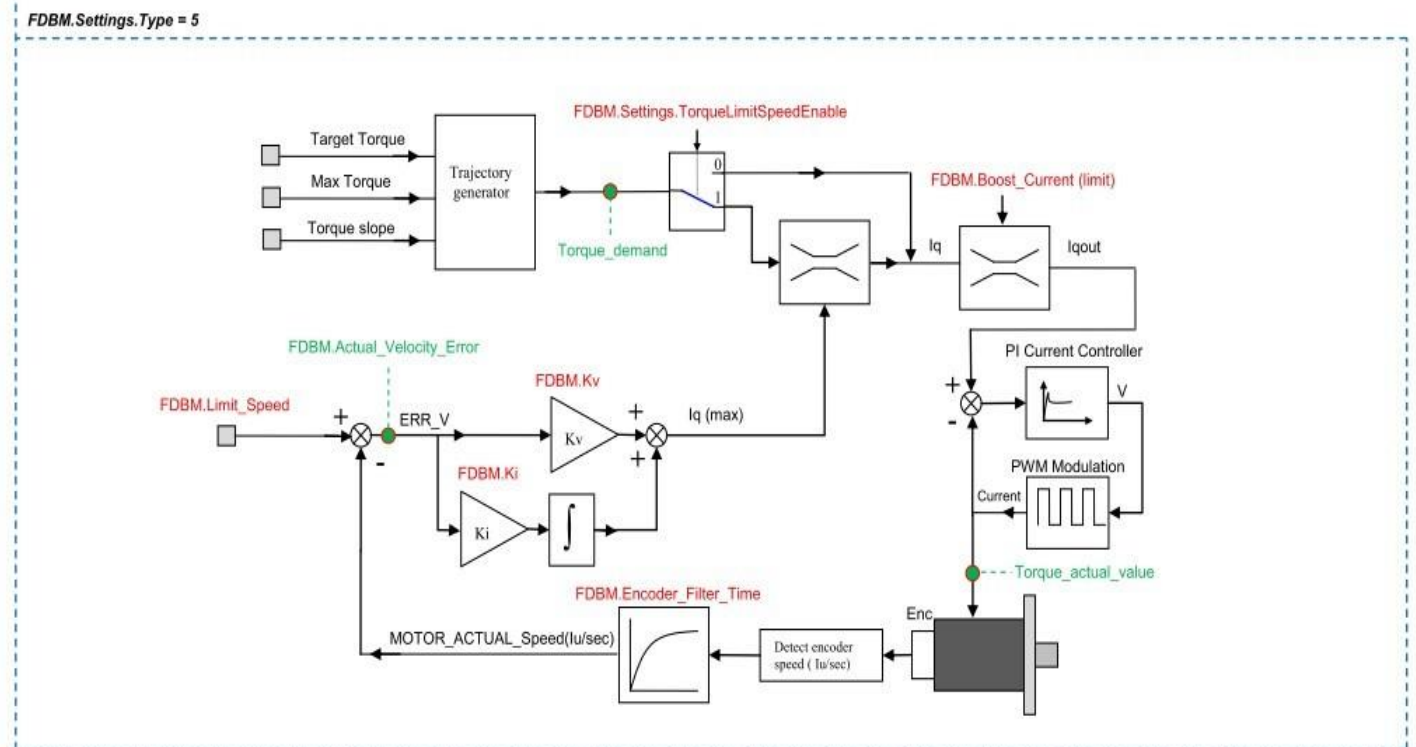 FDBM.Settings.Type = 5
FDBM.Settings.TorqueLimitSpeedEnable
Target Torque
Max Torque
Torque slope
Trajectory
generator
Torque_demand
0
1
FDBM.Boost_Current (limit)
Iq
Iqout
FDBM.Actual_Velocity_Error
FDBM.Limit_Speed
+
-
ERR_V
FDBM.Kv
Kv
FDBM.Ki
Ki
∫
+
+
Iq (max)
PI Current Controller
+
-
V
PWM Modulation
Current
Torque_actual_value
FDBM.Encoder_Filter_Time
MOTOR_ACTUAL_Speed(Iu/sec)
Detect encoder
speed ( Iu/sec)
Enc